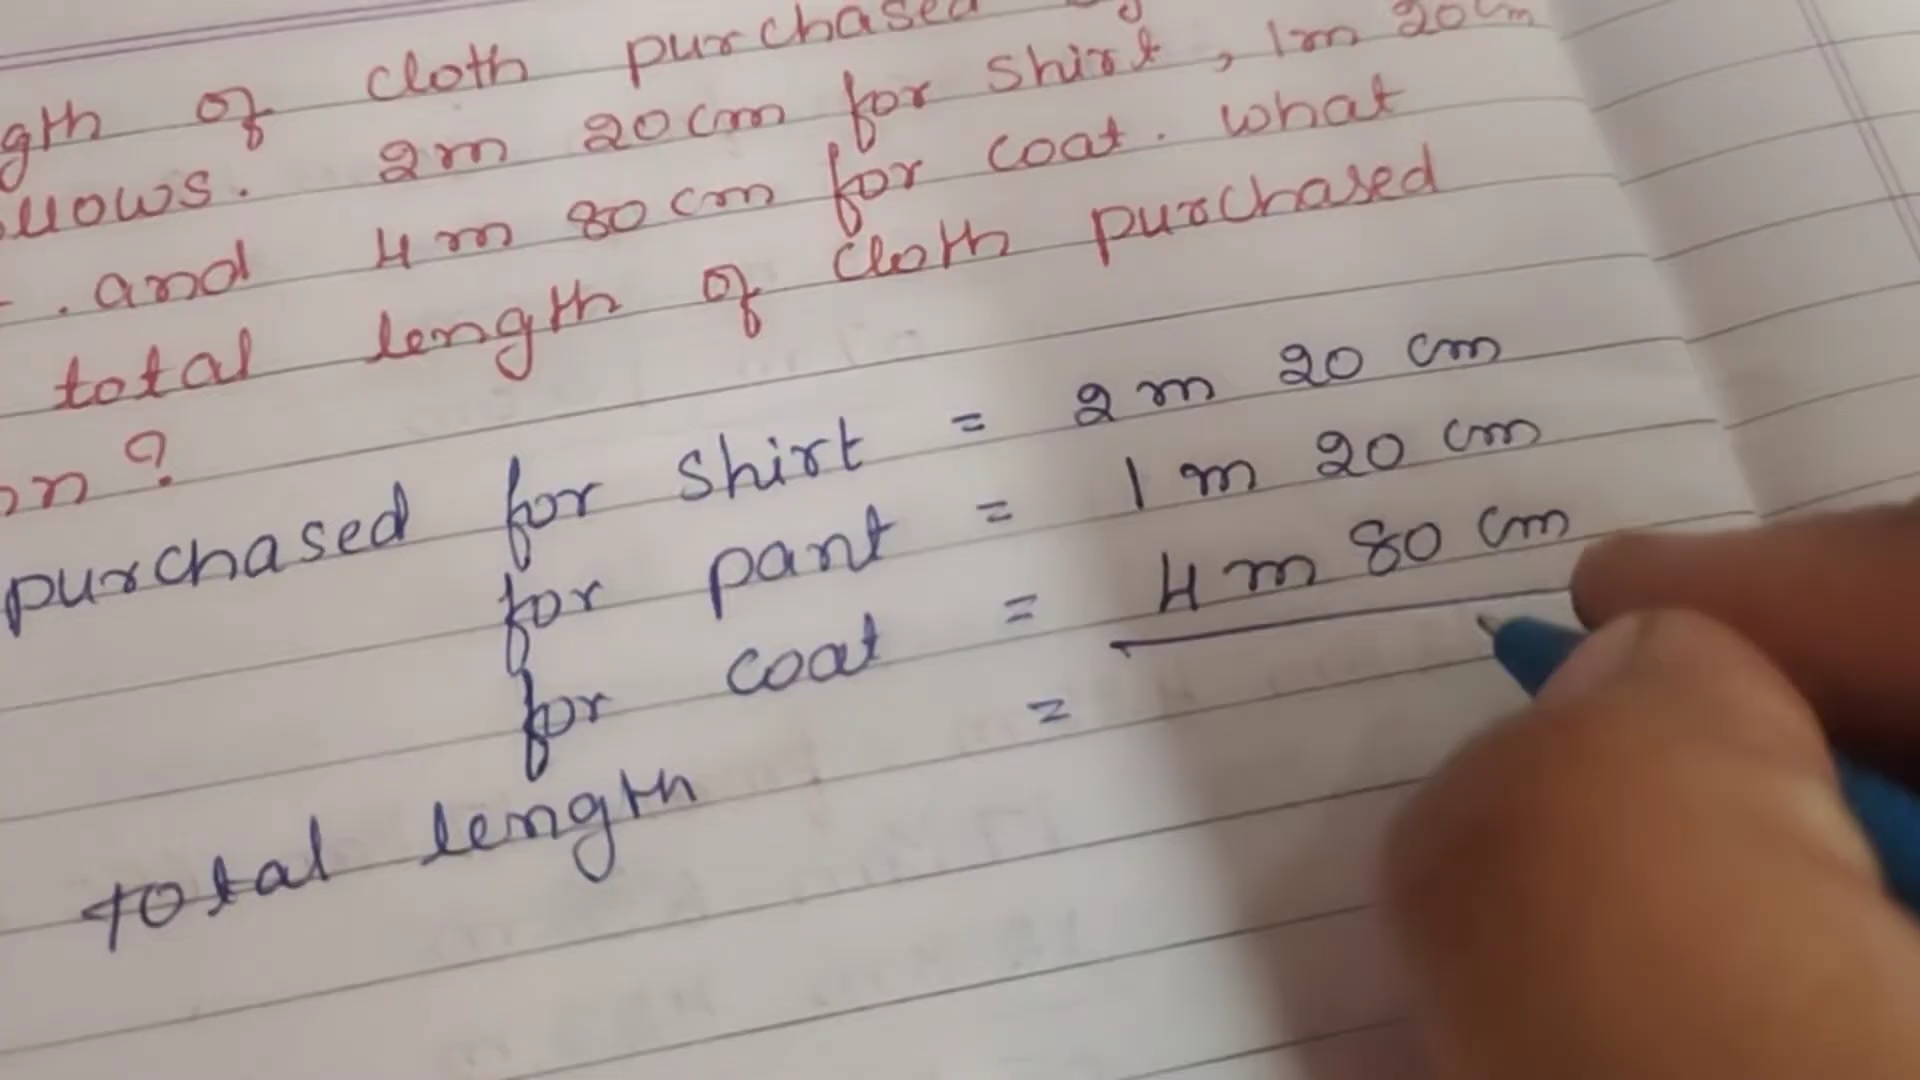 of cloth purchased
2m 20cm for shirt, 1m 20cm
and 4m 80cm for coat. what
total length of cloth purchased
?
purchased for shirt = 2m 20 cm
for pant = 1m 20 cm
for coat = 4m 80 cm
total length =